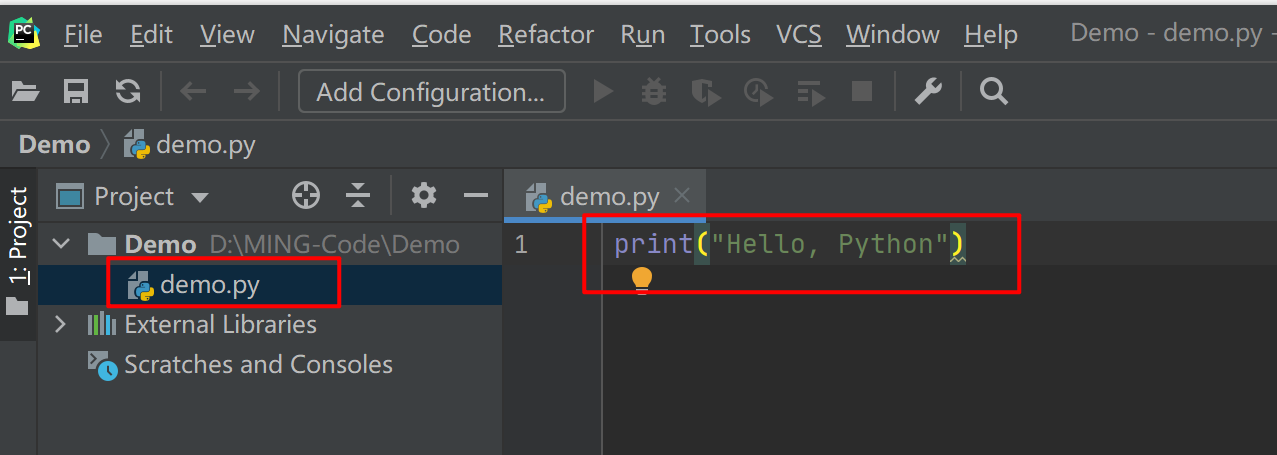 PC File Edit View Navigate Code Refactor Run Tools VCS Window Help Demo - demo.py -
Add Configuration...
Demo demo.py
1: Project
Project
demo.py
Demo D:\MING-Code\Demo
demo.py
External Libraries
Scratches and Consoles
1 print("Hello, Python")